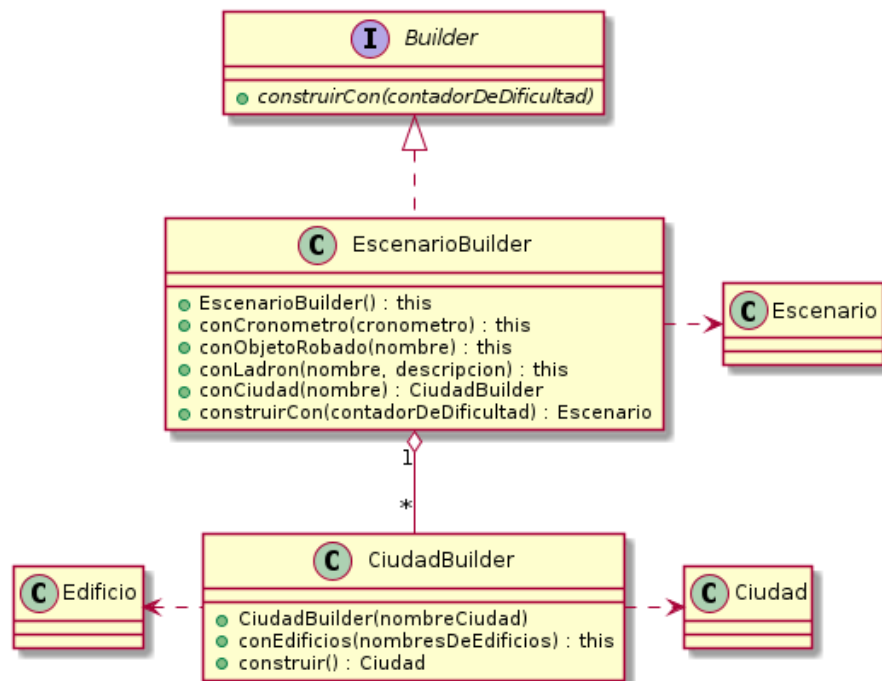 I Builder
construirCon(contadorDeDificultad)
C EscenarioBuilder
EscenarioBuilder() : this
conCronometro(cronometro) : this
conObjetoRobado(nombre) : this
conLadron(nombre, descripcion) : this
conCiudad(nombre) : CiudadBuilder
construirCon(contadorDeDificultad) : Escenario
C Escenario
1
*
C CiudadBuilder
CiudadBuilder(nombreCiudad)
conEdificios(nombresDeEdificios) : this
construir() : Ciudad
C Edificio
C Ciudad